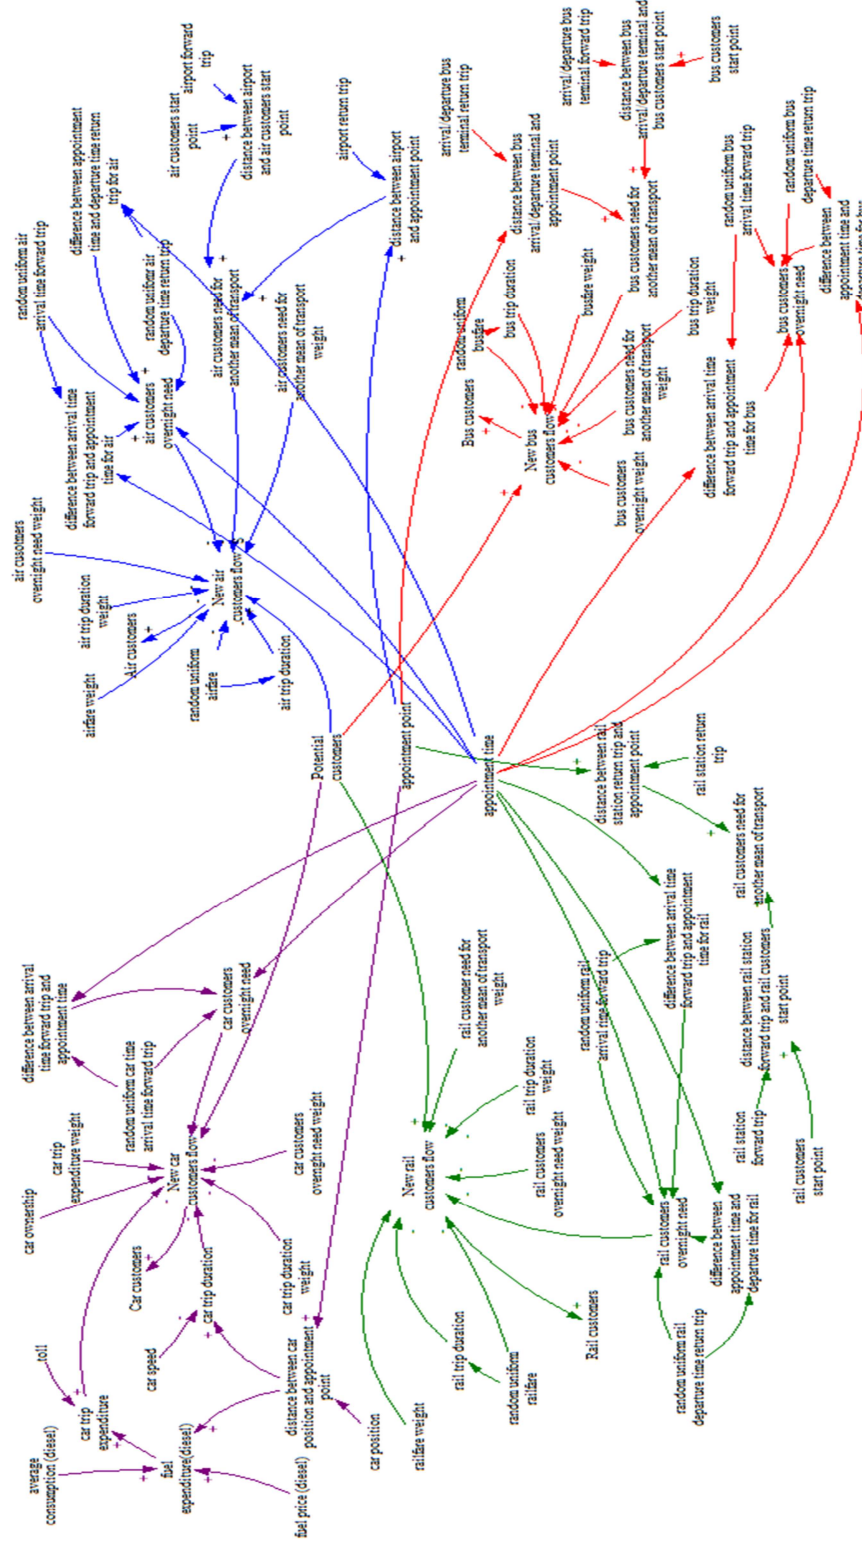 average
consumption (diesel)
toll
car ownership
car trip
expenditure weight
difference between arrival
time forward trip and
appointment time
fuel
expenditure(diesel)
car trip
expenditure
random uniform car time
arrival time forward trip
fuel price (diesel)
car speed
Car customers
New car
customers flow
car customers
overnight need
car trip duration
distance between car
position and appointment
point
car trip duration
weight
car customers
overnight need weight
car position
airfare weight
air trip duration
weight
Air customers
air cusotmers
overnight need weight
random uniform air
arrival time forward trip
difference between arrival time
forward trip and appointment
time for air
difference between appointment
time and departure time return
trip for air
air customers
overnight need
random uniform air
departure time return trip
air customers start
point
airport forward
trip
distance between airport
and air customers start
point
random uniform
airfare
New air
customers flow
air customers need for
another mean of transport
air trip duration
air customers need for
another mean of transport
weight
airport return trip
distance between airport
and appointment point
Potential
customers
appointment point
appointment time
railfare weight
rail trip duration
random uniform
railfare
New rail
customers flow
rail customer need for
another mean of transport
weight
rail trip duration
weight
rail customers
overnight need weight
Rail customers
random uniform rail
arrival time forward trip
distance between rail
station return trip and
appointment point
rail station return
trip
difference between arrival time
forward trip and appointment
time for rail
rail customers need for
another mean of transport
rail customers
overnight need
random uniform rail
departure time return trip
difference between
appointment time and
departure time for rail
distance between rail station
forward trip and rail customers
start point
rail station
forward trip
rail customers
start point
arrival/departure bus
terminal return trip
distance between bus
arrival/departure terminal and
appointment point
arrival/departure bus
terminal forward trip
distance between bus
arrival/departure terminal and
bus customers start point
bus customers
start point
Bus customers
random uniform
busfare
bus trip duration
busfare weight
bus customers need for
another mean of transport
New bus
customers flow
bus customers
overnight weight
bus customers need for
another mean of transport
weight
bus trip duration
weight
random uniform bus
arrival time forward trip
difference between arrival time
forward trip and appointment
time for bus
bus customers
overnight need
random uniform bus
departure time return trip
difference between
appointment time and